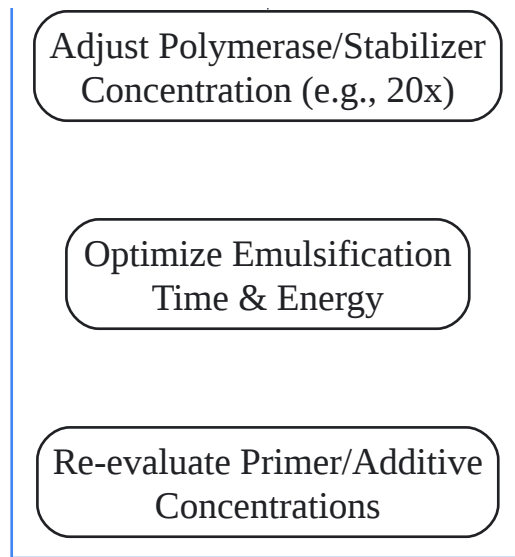 Adjust Polymerase/Stabilizer
Concentration (e.g., 20x)
Optimize Emulsification
Time & Energy
Re-evaluate Primer/Additive
Concentrations